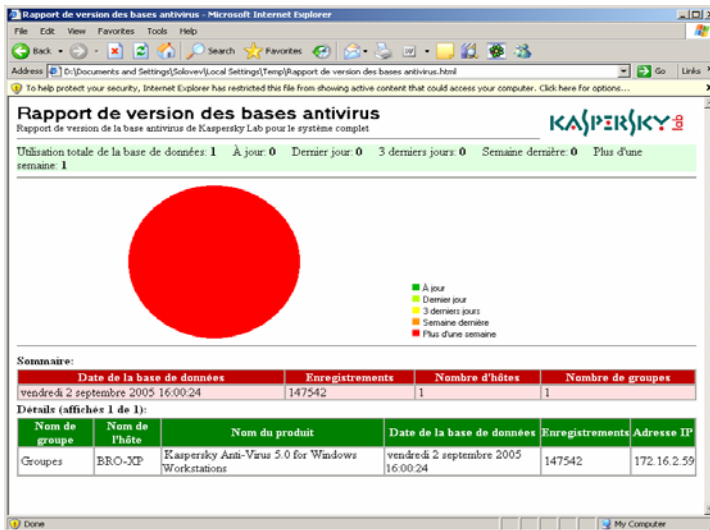 Rapport de version des bases antivirus - Microsoft Internet Explorer
File Edit View Favorites Tools Help
Back Search Favorites
Address D:\Documents and Settings\Solovev\Local Settings\Temp\Rapport de version des bases antivirus.html Go Links
To help protect your security, Internet Explorer has restricted this file from showing active content that could access your computer. Click here for options...
Rapport de version des bases antivirus
Rapport de version de la base antivirus de Kaspersky Lab pour le système complet
KASPERSKY lab
Utilisation totale de la base de données: 1 À jour: 0 Dernier jour: 0 3 derniers jours: 0 Semaine dernière: 0 Plus d'une
semaine: 1
À jour
Dernier jour
3 derniers jours
Semaine dernière
Plus d'une semaine
Sommaire:
Date de la base de données Enregistrements Nombre d'hôtes Nombre de groupes
vendredi 2 septembre 2005 16:00:24 147542 1 1
Détails (affichés 1 de 1):
Nom de groupe Nom de l'hôte Nom du produit Date de la base de données Enregistrements Adresse IP
Groupes BRO-XP Kaspersky Anti-Virus 5.0 for Windows Workstations vendredi 2 septembre 2005 16:00:24 147542 172.16.2.59
Done My Computer